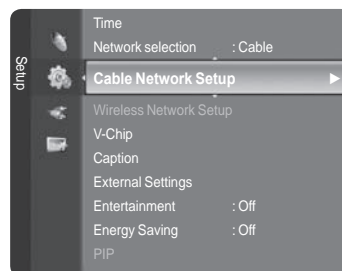 Setup
Time
Network selection : Cable
Cable Network Setup
Wireless Network Setup
V-Chip
Caption
External Settings
Entertainment : Off
Energy Saving : Off
PIP